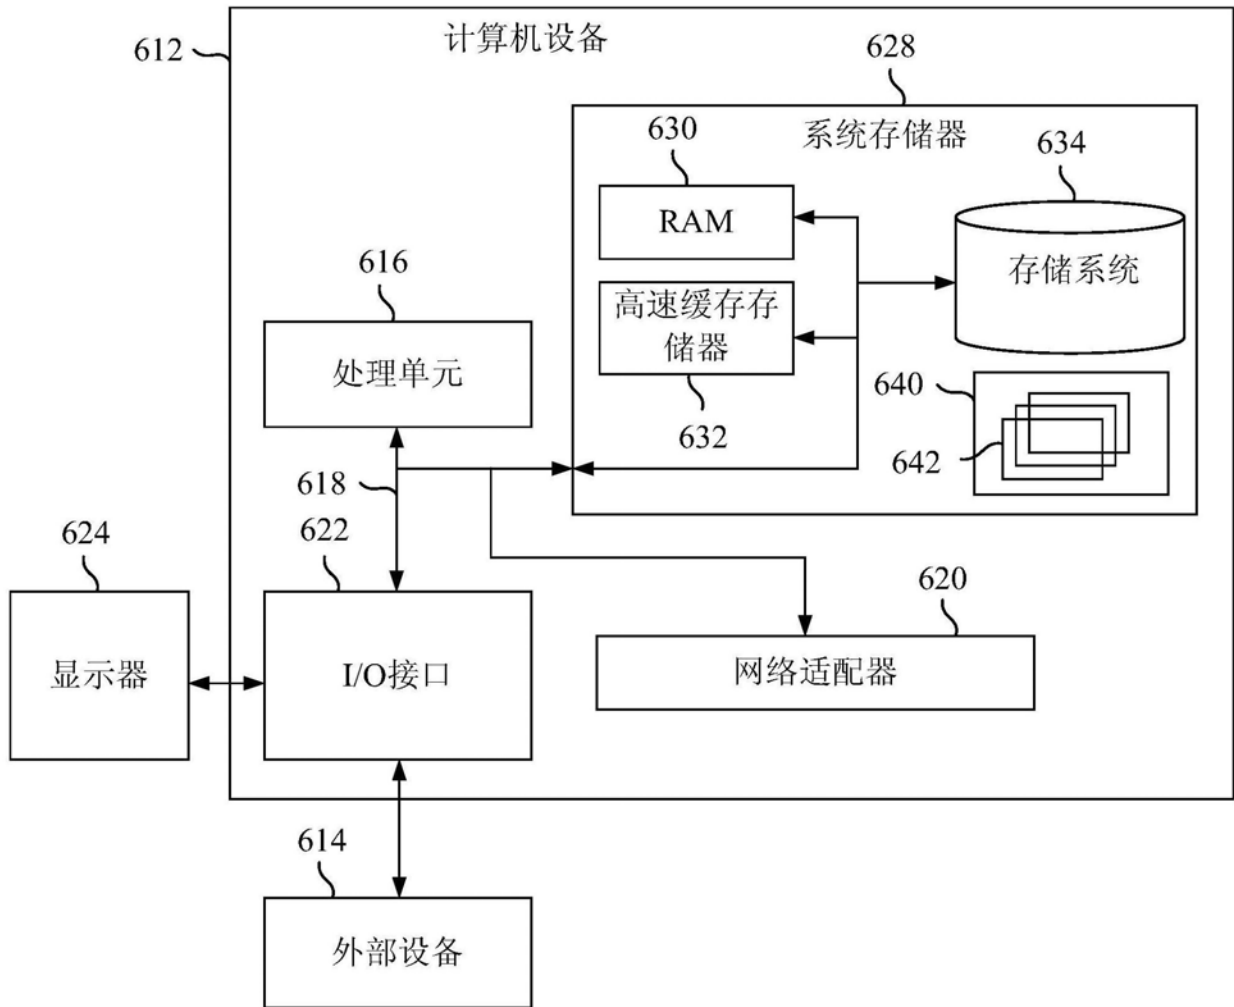 计算机设备
612
628
系统存储器
630
634
RAM
616
存储系统
高速缓存存
储器
处理单元
640
632
642
618
624
622
620
显示器
I/O接口
网络适配器
614
外部设备